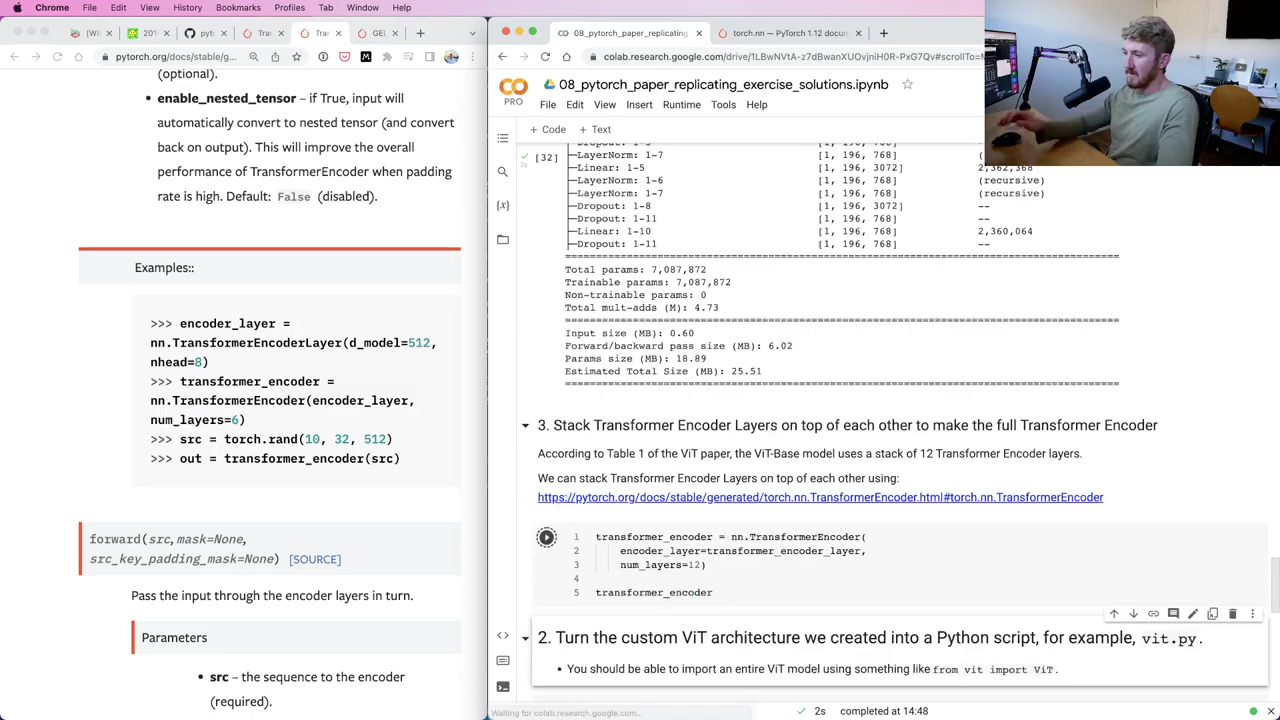 Chrome File Edit View History Bookmarks Profiles Tab Window Help
(We
201
pyt
Tra
GEL
pytorch.org/docs/stable/g...
(optional).
• enable_nested_tensor – if True, input will
automatically convert to nested tensor (and convert
back on output). This will improve the overall
performance of TransformerEncoder when padding
rate is high. Default: False (disabled).
Examples::
>>> encoder_layer =
nn.TransformerEncoderLayer(d_model=512,
nhead=8)
>>> transformer_encoder =
nn.TransformerEncoder(encoder_layer,
num_layers=6)
>>> src = torch.rand(10, 32, 512)
>>> out = transformer_encoder(src)
forward(src, mask=None,
src_key_padding_mask=None) [SOURCE]
Pass the input through the encoder layers in turn.
Parameters
• src – the sequence to the encoder
(required).
08_pytorch_paper_replicating_
torch.nn — PyTorch 1.12 docum
PRO
08_pytorch_paper_replicating_exercise_solutions.ipynb
File Edit View Insert Runtime Tools Help
+ Code + Text
[32]
2s
├─LayerNorm: 1-7 [1, 196, 768] (recursive)
├─Linear: 1-5 [1, 196, 3072] 2,362,368
├─LayerNorm: 1-6 [1, 196, 768] (recursive)
├─LayerNorm: 1-7 [1, 196, 768] (recursive)
├─Dropout: 1-8 [1, 196, 3072] --
├─Dropout: 1-11 [1, 196, 768] --
├─Linear: 1-10 [1, 196, 768] 2,360,064
├─Dropout: 1-11 [1, 196, 768] --
Total params: 7,087,872
Trainable params: 7,087,872
Non-trainable params: 0
Total mult-adds (M): 4.73
Input size (MB): 0.60
Forward/backward pass size (MB): 6.02
Params size (MB): 18.89
Estimated Total Size (MB): 25.51
3. Stack Transformer Encoder Layers on top of each other to make the full Transformer Encoder
According to Table 1 of the ViT paper, the ViT-Base model uses a stack of 12 Transformer Encoder layers.
We can stack Transformer Encoder Layers on top of each other using:
https://pytorch.org/docs/stable/generated/torch.nn.TransformerEncoder.html#torch.nn.TransformerEncoder
1 transformer_encoder = nn.TransformerEncoder(
2 encoder_layer=transformer_encoder_layer,
3 num_layers=12)
4
5 transformer_encoder
2. Turn the custom ViT architecture we created into a Python script, for example, vit.py.
• You should be able to import an entire ViT model using something like from vit import ViT.
Waiting for colab.research.google.com...
2s completed at 14:48